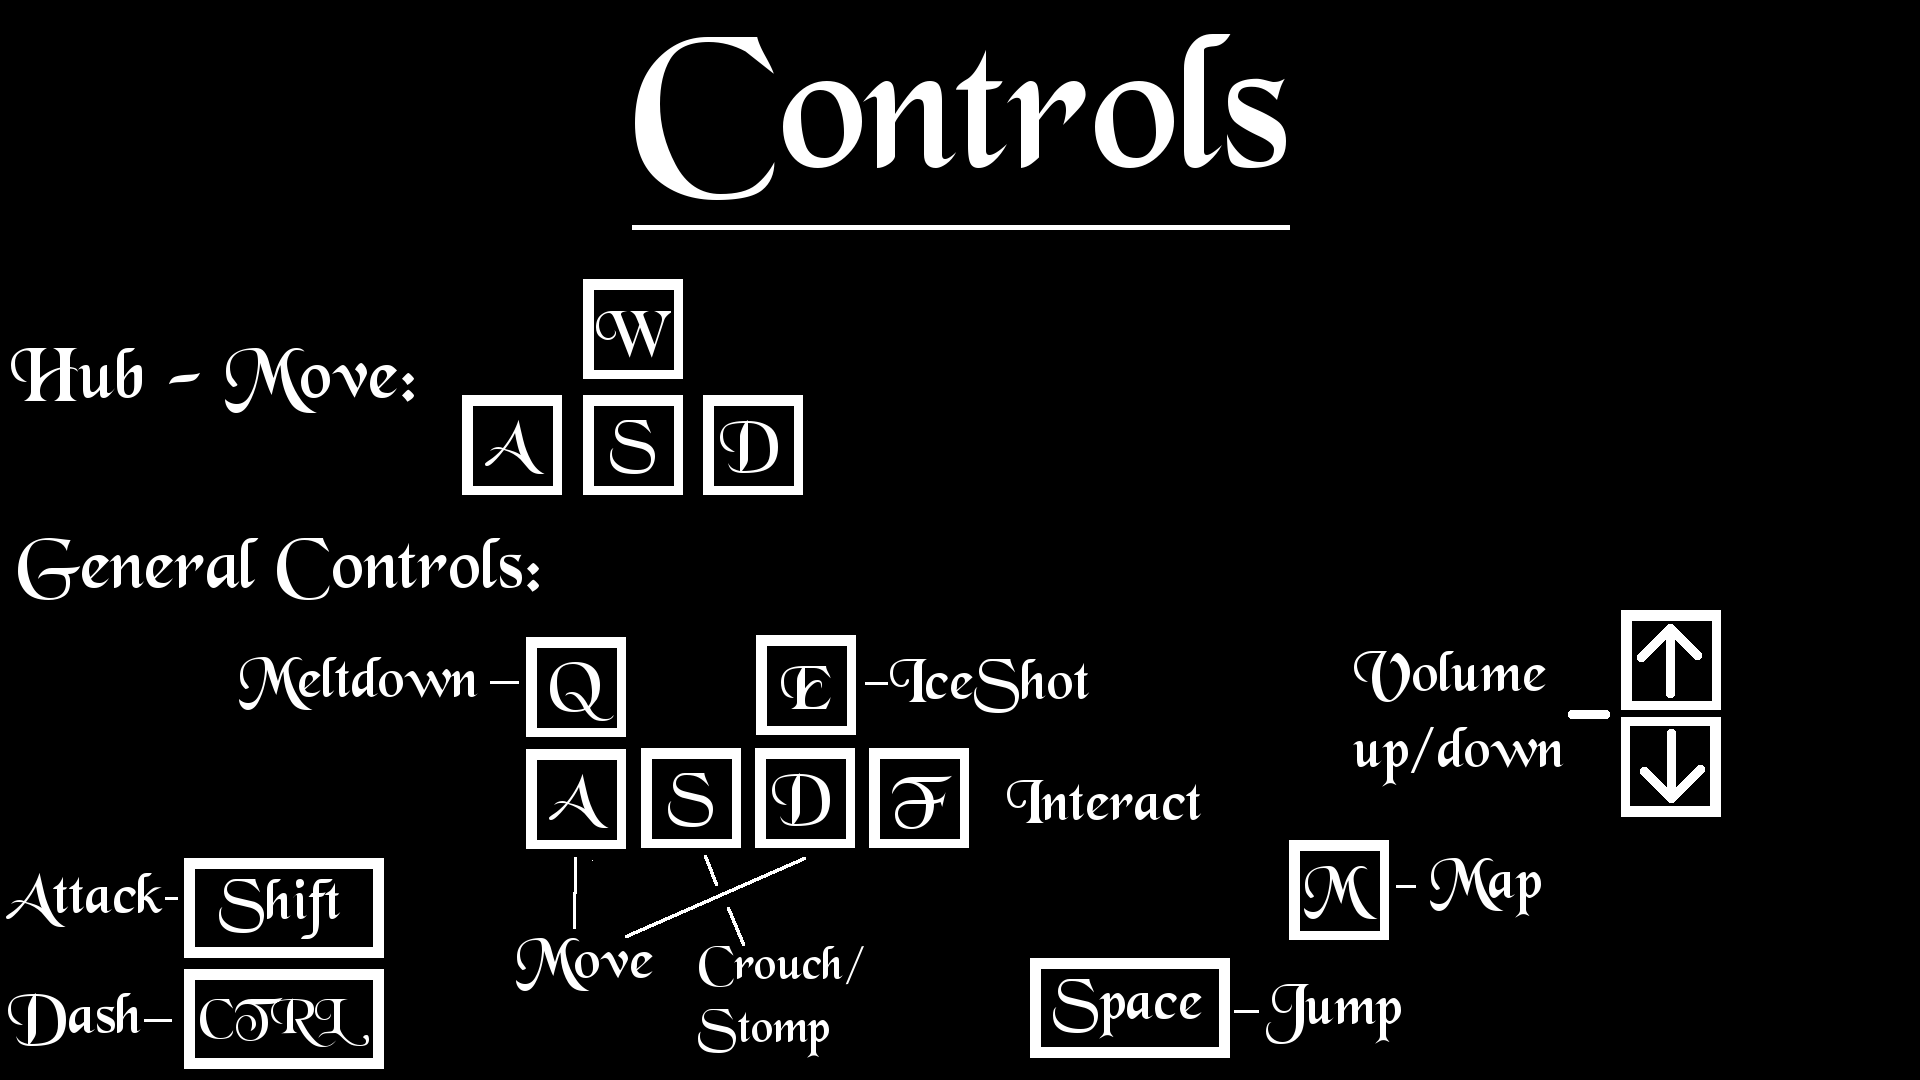 Controls
W
Hub - Move:
A S D
General Controls:
Meltdown – Q E –IceShot
Volume
up/down –
A S D F Interact
Attack- Shift
M – Map
Move
Crouch/
Stomp
Dash– CTRL
Space – Jump